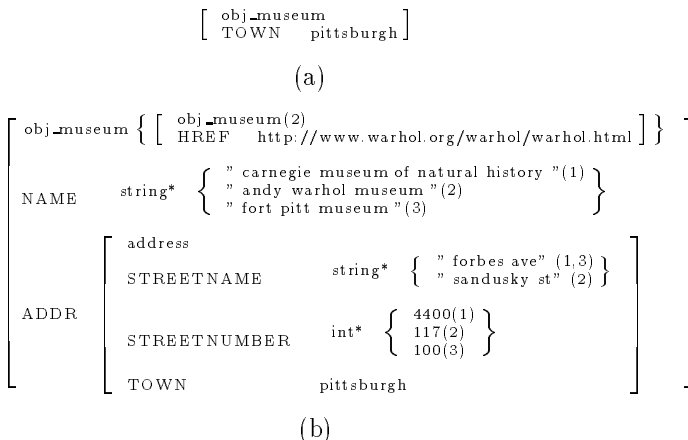 [ obj_museum
TOWN pittsburgh ]
(a)
[ obj_museum { [ obj_museum(2)
HREF http://www.warhol.org/warhol/warhol.html ] } ]
NAME string* { " carnegie museum of natural history "(1)
" andy warhol museum "(2)
" fort pitt museum "(3) }
ADDR [ address
STREETNAME string* { " forbes ave" (1,3)
" sandusky st" (2) }
STREETNUMBER int* { 4400(1)
117(2)
100(3) }
TOWN pittsburgh ]
(b)